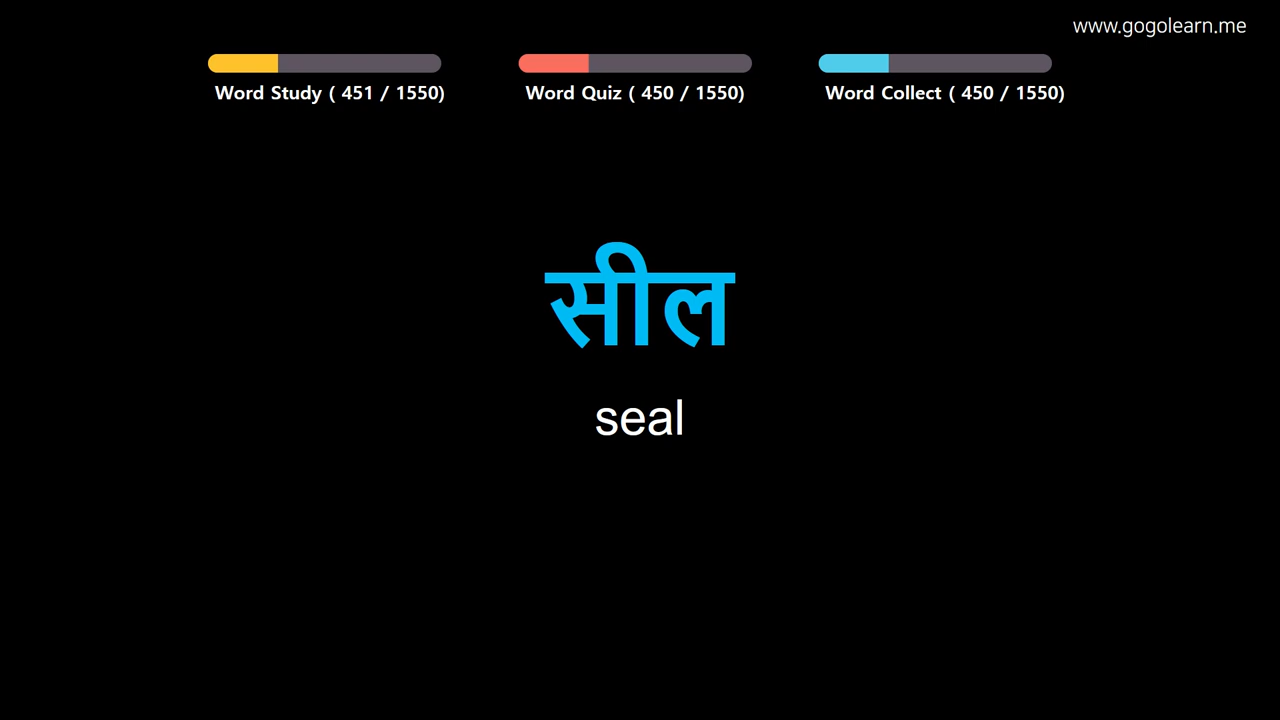 www.gogolearn.me
Word Study ( 451 / 1550)
Word Quiz ( 450 / 1550)
Word Collect ( 450 / 1550)
सील
seal